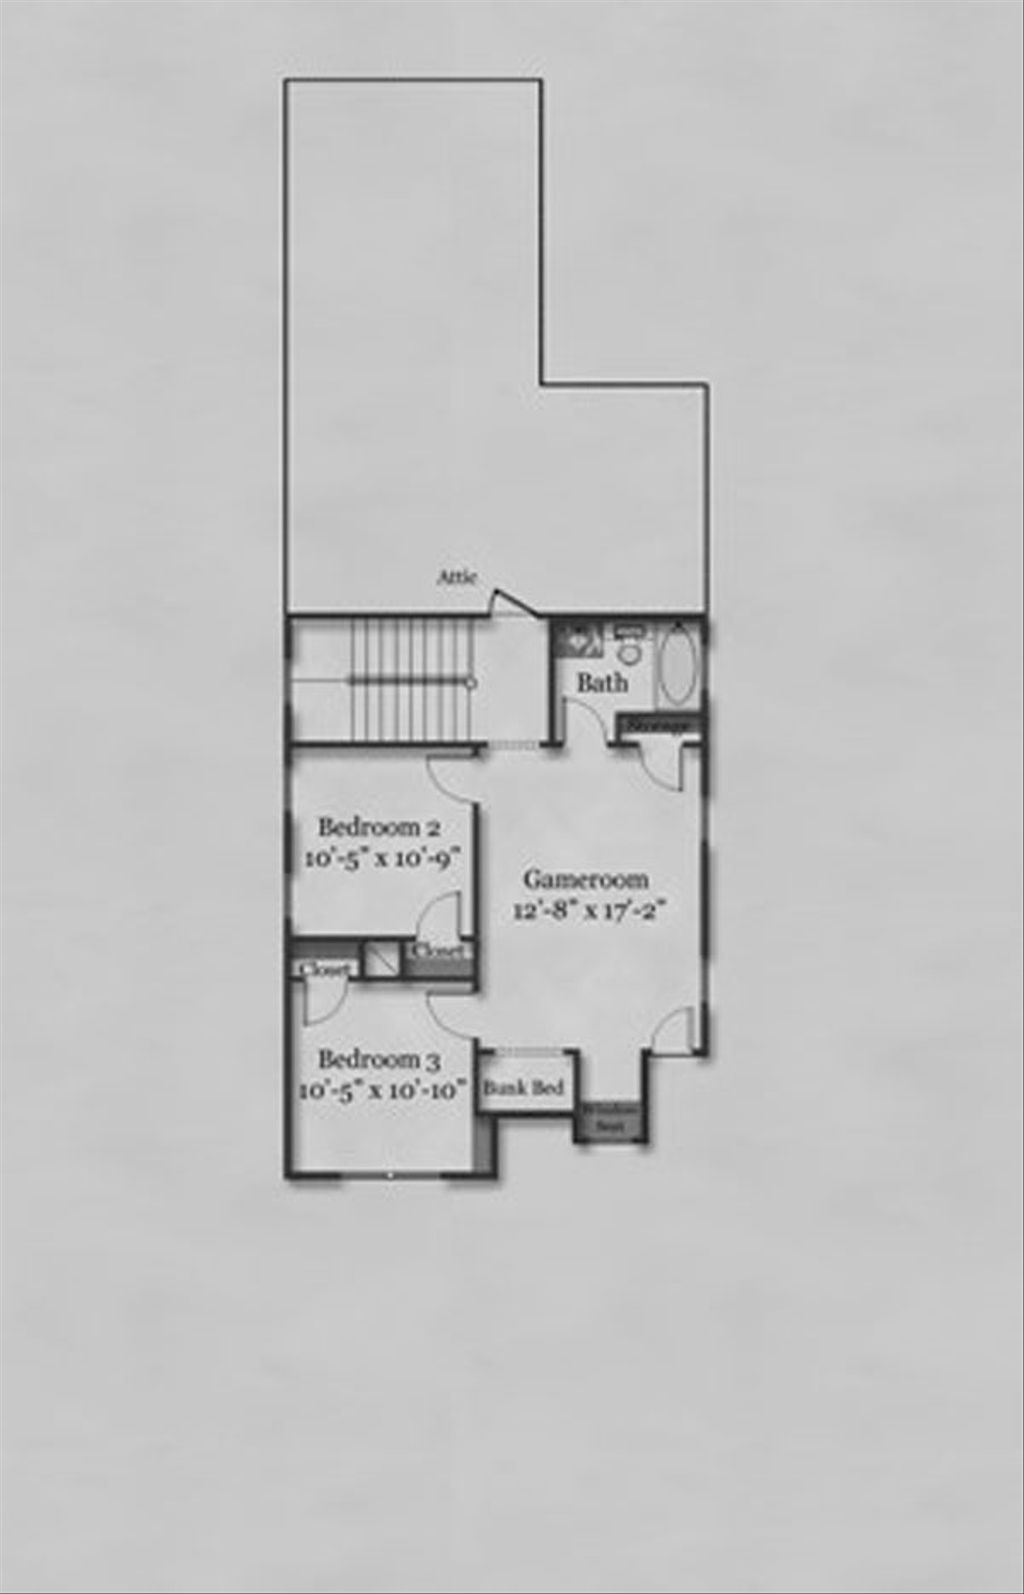 Attic
Bath
Storage
Bedroom 2
10'-5" x 10'-9"
Gameroom
12'-8" x 17'-2"
Closet
Closet
Bedroom 3
10'-5" x 10'-10"
Bunk Bed
Window
Seat